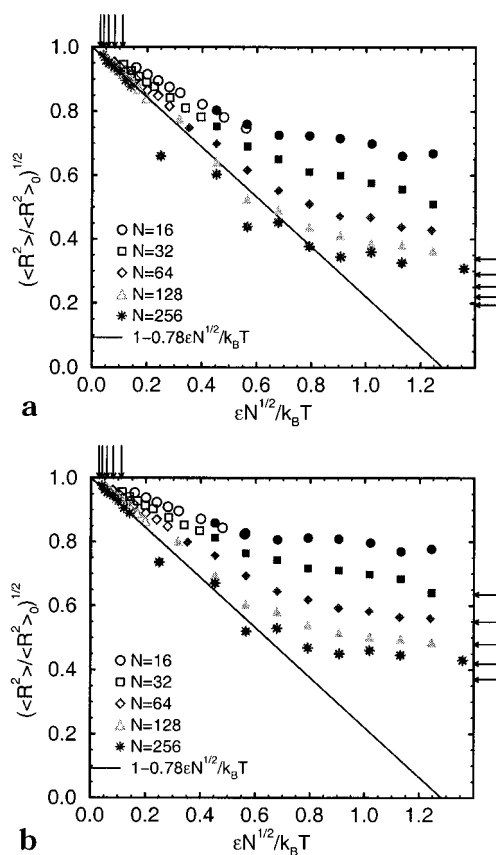 1.0
0.8
0.6
0.4
0.2
0.0
(<R²>/<R²>₀)^1/2
N=16
N=32
N=64
N=128
N=256
1−0.78εN^1/2/k_BT
0.0 0.2 0.4 0.6 0.8 1.0 1.2
εN^1/2/k_BT
a
1.0
0.8
0.6
0.4
0.2
0.0
(<R²>/<R²>₀)^1/2
N=16
N=32
N=64
N=128
N=256
1−0.78εN^1/2/k_BT
0.0 0.2 0.4 0.6 0.8 1.0 1.2
εN^1/2/k_BT
b